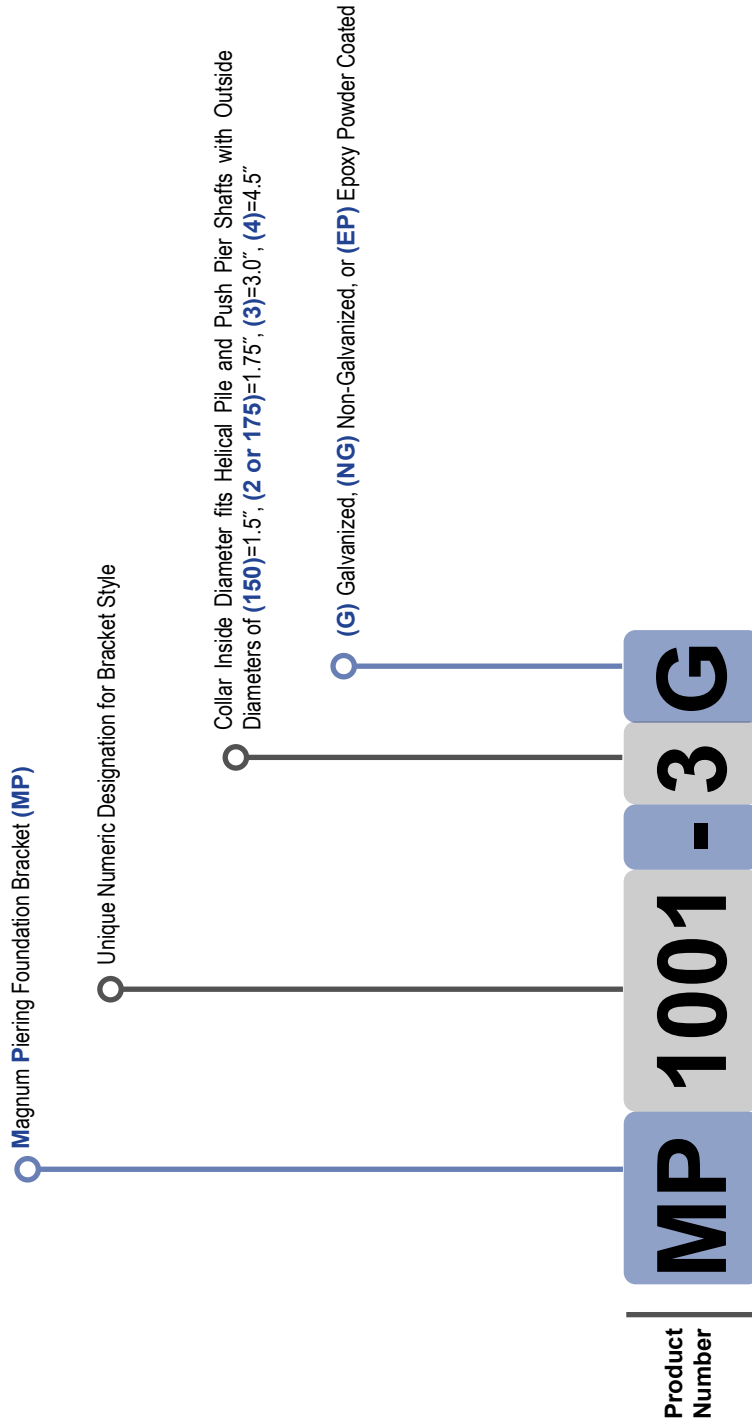 Magnum Piering Foundation Bracket (MP)
Unique Numeric Designation for Bracket Style
Collar Inside Diameter fits Helical Pile and Push Pier Shafts with Outside
Diameters of (150)=1.5″, (2 or 175)=1.75″, (3)=3.0″, (4)=4.5″
(G) Galvanized, (NG) Non-Galvanized, or (EP) Epoxy Powder Coated
Product
Number
MP 1001 - 3 G